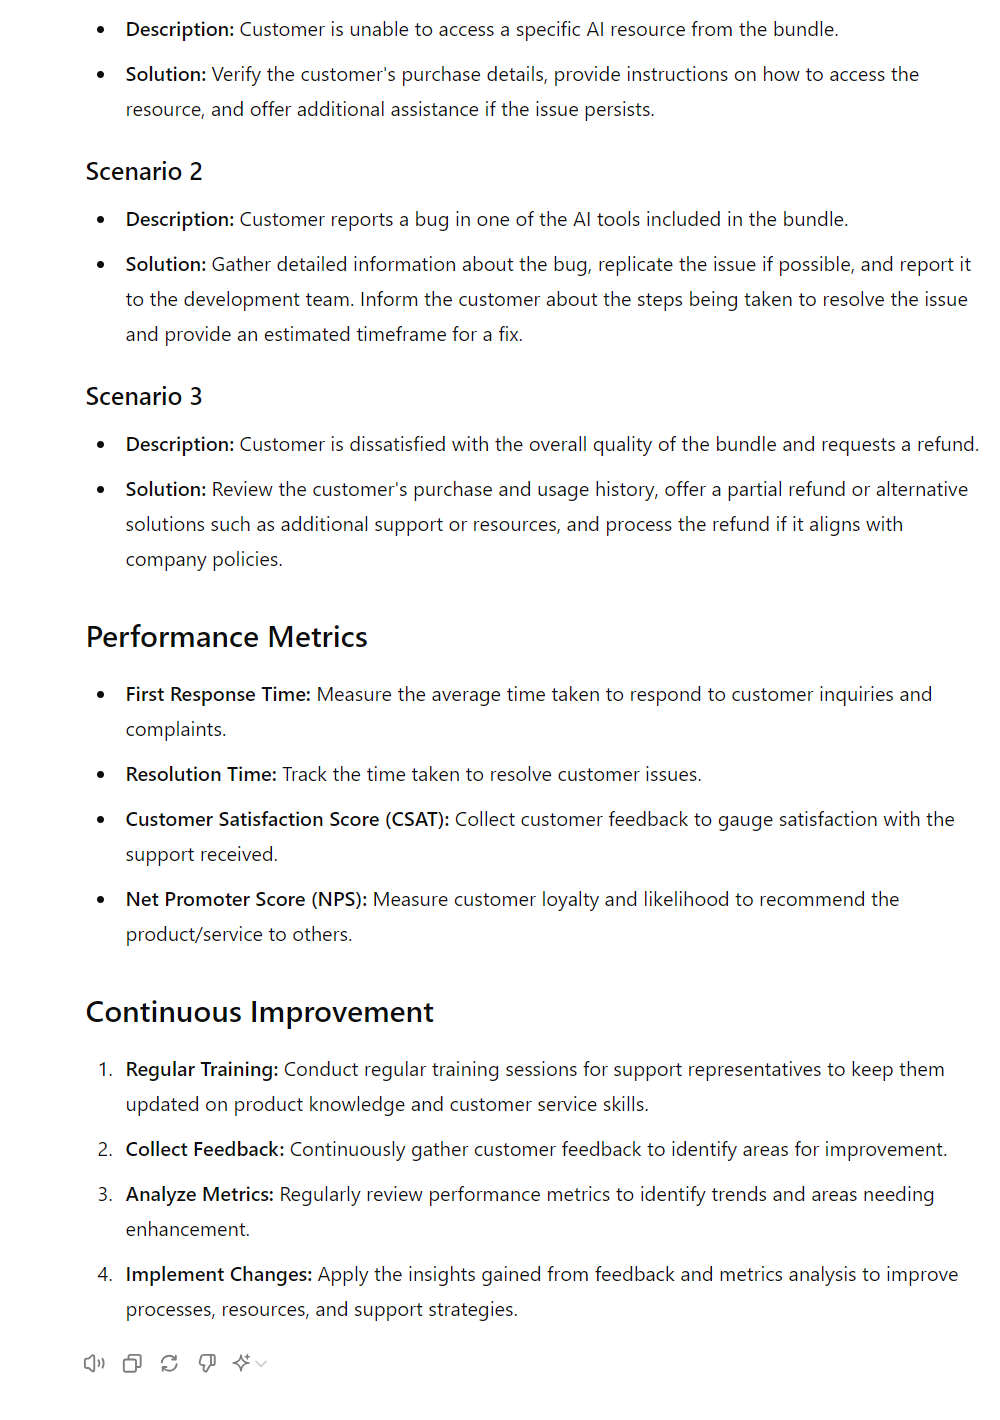 Description: Customer is unable to access a specific AI resource from the bundle.
Solution: Verify the customer's purchase details, provide instructions on how to access the
resource, and offer additional assistance if the issue persists.
Scenario 2
Description: Customer reports a bug in one of the AI tools included in the bundle.
Solution: Gather detailed information about the bug, replicate the issue if possible, and report it
to the development team. Inform the customer about the steps being taken to resolve the issue
and provide an estimated timeframe for a fix.
Scenario 3
Description: Customer is dissatisfied with the overall quality of the bundle and requests a refund.
Solution: Review the customer's purchase and usage history, offer a partial refund or alternative
solutions such as additional support or resources, and process the refund if it aligns with
company policies.
Performance Metrics
First Response Time: Measure the average time taken to respond to customer inquiries and
complaints.
Resolution Time: Track the time taken to resolve customer issues.
Customer Satisfaction Score (CSAT): Collect customer feedback to gauge satisfaction with the
support received.
Net Promoter Score (NPS): Measure customer loyalty and likelihood to recommend the
product/service to others.
Continuous Improvement
1. Regular Training: Conduct regular training sessions for support representatives to keep them
updated on product knowledge and customer service skills.
2. Collect Feedback: Continuously gather customer feedback to identify areas for improvement.
3. Analyze Metrics: Regularly review performance metrics to identify trends and areas needing
enhancement.
4. Implement Changes: Apply the insights gained from feedback and metrics analysis to improve
processes, resources, and support strategies.